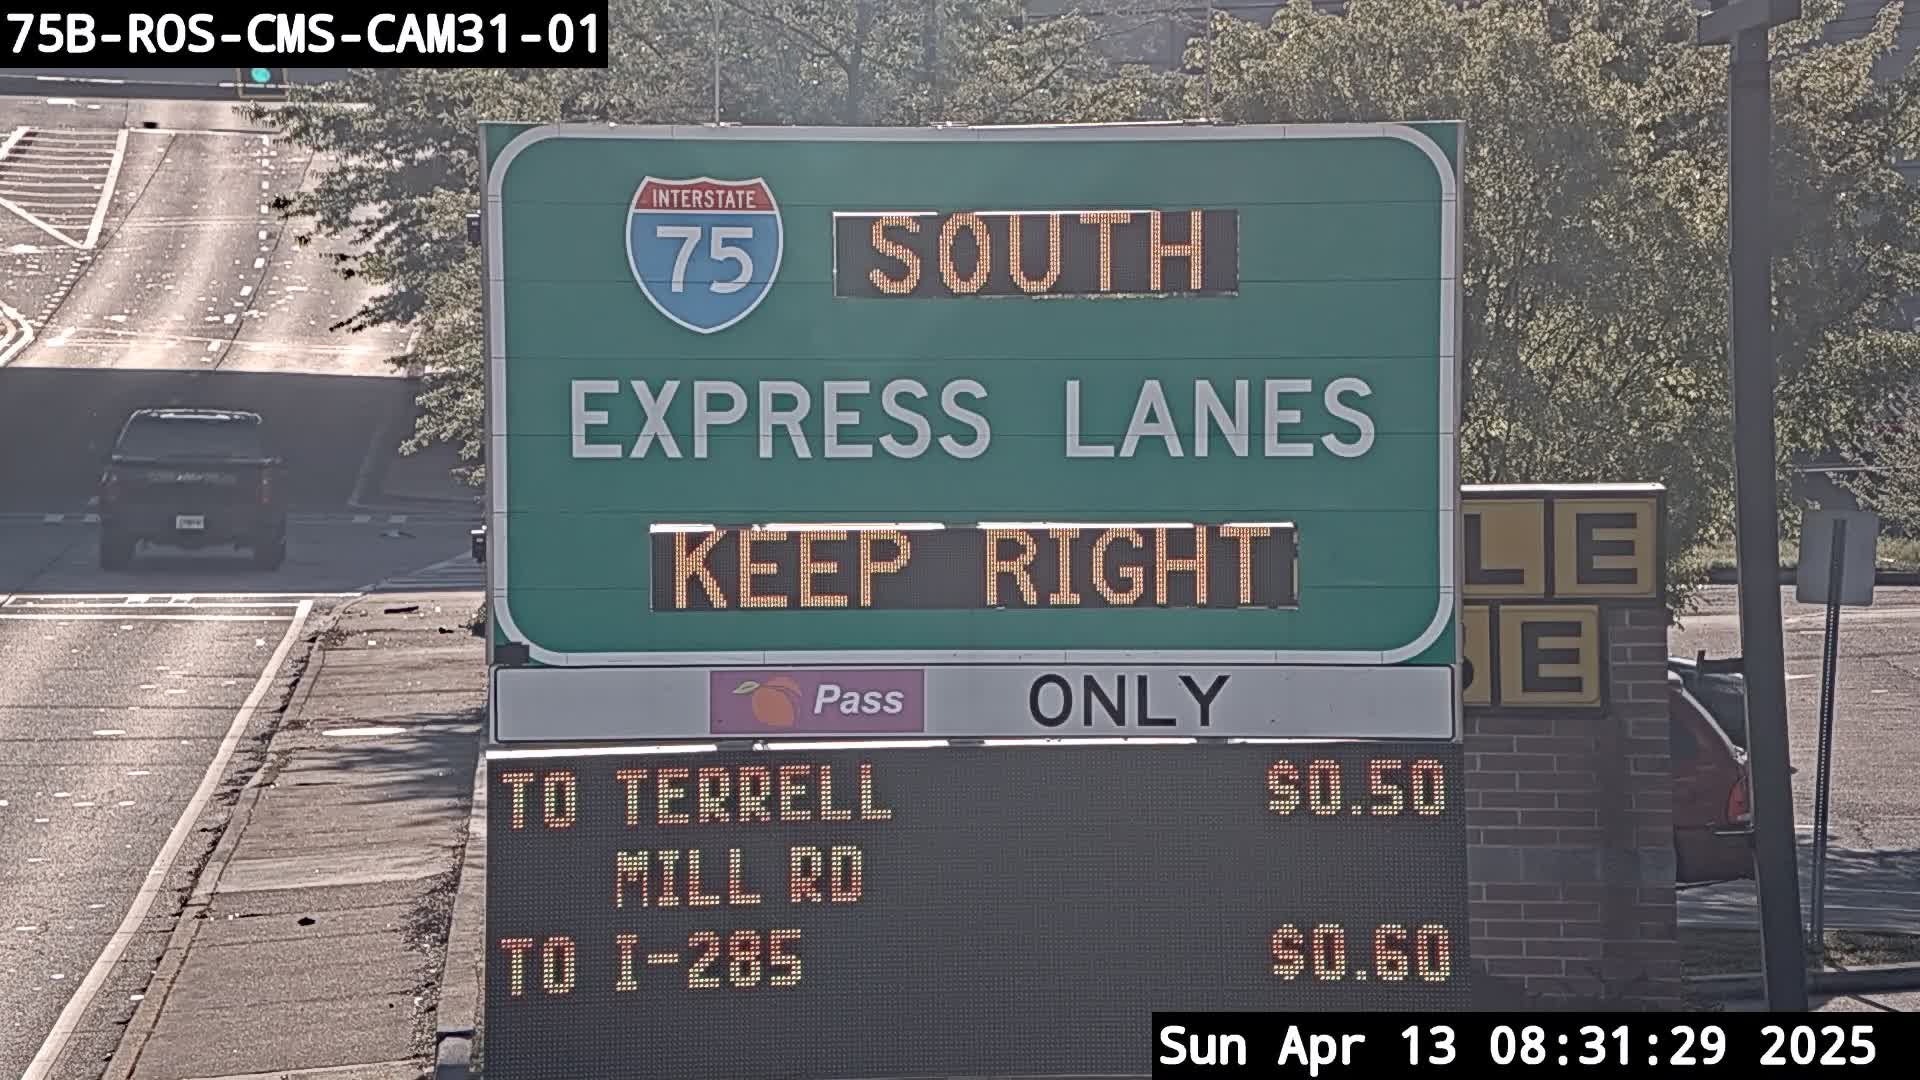 75B-ROS-CMS-CAM31-01
INTERSTATE
75
SOUTH
EXPRESS LANES
KEEP RIGHT
Pass ONLY
TO TERRELL $0.50
MILL RD
TO I-285 $0.60
LE
E
Sun Apr 13 08:31:29 2025